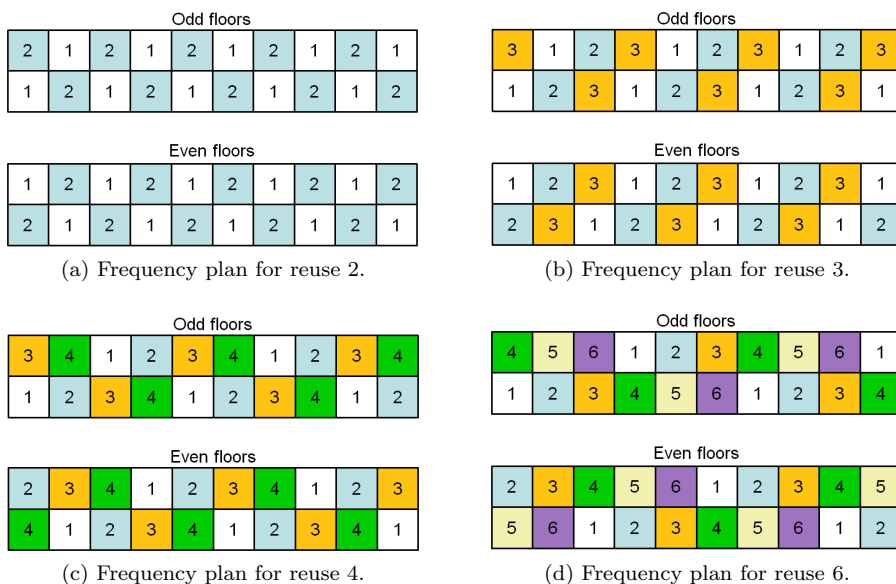 Odd floors
2 1 2 1 2 1 2 1 2 1
1 2 1 2 1 2 1 2 1 2
Even floors
1 2 1 2 1 2 1 2 1 2
2 1 2 1 2 1 2 1 2 1
(a) Frequency plan for reuse 2.
Odd floors
3 1 2 3 1 2 3 1 2 3
1 2 3 1 2 3 1 2 3 1
Even floors
1 2 3 1 2 3 1 2 3 1
2 3 1 2 3 1 2 3 1 2
(b) Frequency plan for reuse 3.
Odd floors
3 4 1 2 3 4 1 2 3 4
1 2 3 4 1 2 3 4 1 2
Even floors
2 3 4 1 2 3 4 1 2 3
4 1 2 3 4 1 2 3 4 1
(c) Frequency plan for reuse 4.
Odd floors
4 5 6 1 2 3 4 5 6 1
1 2 3 4 5 6 1 2 3 4
Even floors
2 3 4 5 6 1 2 3 4 5
5 6 1 2 3 4 5 6 1 2
(d) Frequency plan for reuse 6.